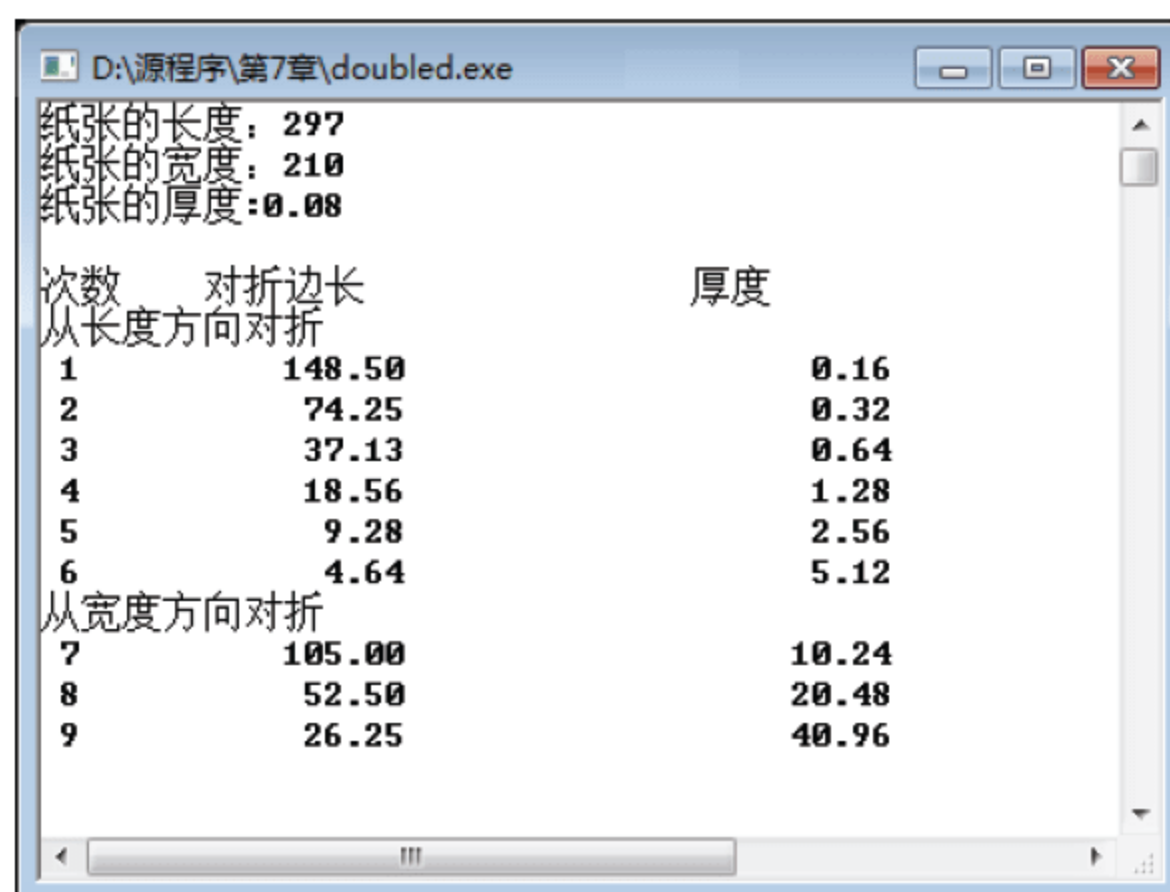 D:\源程序\第7章\doubled.exe
纸张的长度：297
纸张的宽度：210
纸张的厚度:0.08
次数 对折边长 厚度
从长度方向对折
1 148.50 0.16
2 74.25 0.32
3 37.13 0.64
4 18.56 1.28
5 9.28 2.56
6 4.64 5.12
从宽度方向对折
7 105.00 10.24
8 52.50 20.48
9 26.25 40.96